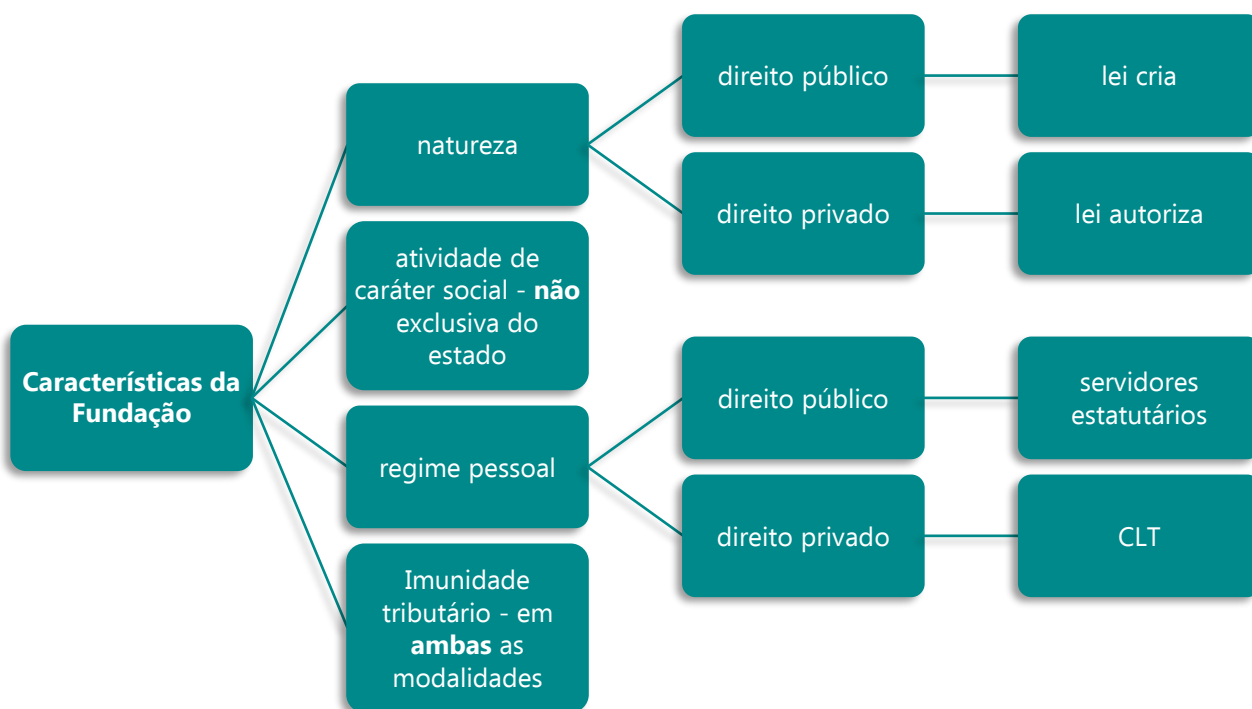 Características da
Fundação
natureza
direito público
lei cria
direito privado
lei autoriza
atividade de
caráter social - não
exclusiva do
estado
regime pessoal
direito público
servidores
estatutários
direito privado
CLT
Imunidade
tributário - em
ambas as
modalidades